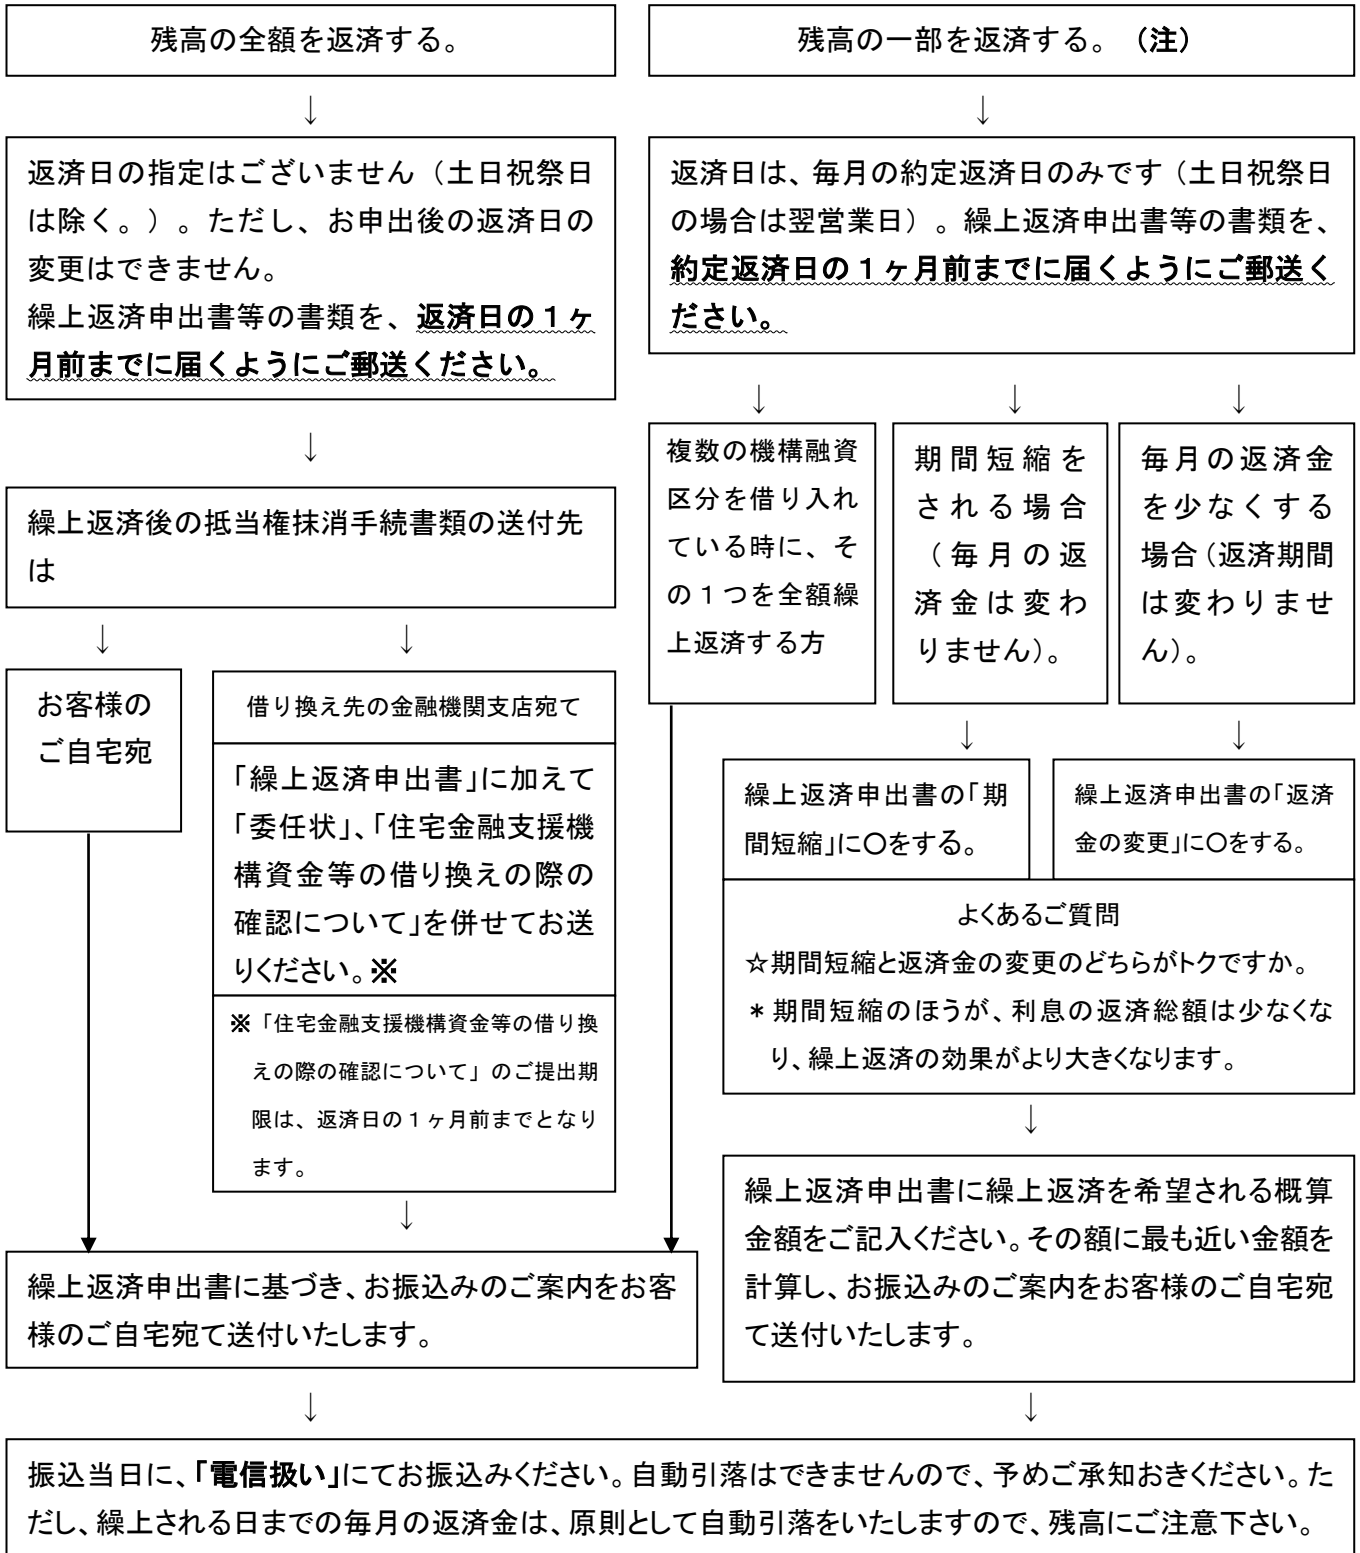 残高の全額を返済する。
残高の一部を返済する。（注）
↓
↓
返済日の指定はございません（土日祝祭日
は除く。）。ただし、お申出後の返済日の
変更はできません。
繰上返済申出書等の書類を、返済日の１ヶ
月前までに届くようにご郵送ください。
返済日は、毎月の約定返済日のみです（土日祝祭日
の場合は翌営業日）。繰上返済申出書等の書類を、
約定返済日の１ヶ月前までに届くようにご郵送く
ださい。
↓
↓
↓
↓
繰上返済後の抵当権抹消手続書類の送付先
は
複数の機構融資
区分を借り入れ
ている時に、そ
の１つを全額繰
上返済する方
期間短縮を
される場合
（毎月の返
済金は変わ
りません）。
毎月の返済金
を少なくする
場合（返済期間
は変わりませ
ん）。
↓
↓
お客様の
ご自宅宛
借り換え先の金融機関支店宛て
「繰上返済申出書」に加えて
「委任状」、「住宅金融支援機
構資金等の借り換えの際の
確認について」を併せてお送
りください。※
※「住宅金融支援機構資金等の借り換
えの際の確認について」のご提出期
限は、返済日の１ヶ月前までとなり
ます。
↓
↓
↓
繰上返済申出書の「期
間短縮」に〇をする。
繰上返済申出書の「返済
金の変更」に〇をする。
よくあるご質問
☆期間短縮と返済金の変更のどちらがトクですか。
＊期間短縮のほうが、利息の返済総額は少なくな
り、繰上返済の効果がより大きくなります。
↓
繰上返済申出書に基づき、お振込みのご案内をお客
様のご自宅宛て送付いたします。
繰上返済申出書に繰上返済を希望される概算
金額をご記入ください。その額に最も近い金額を
計算し、お振込みのご案内をお客様のご自宅宛
て送付いたします。
↓
↓
振込当日に、「電信扱い」にてお振込みください。自動引落はできませんので、予めご承知おきください。た
だし、繰上される日までの毎月の返済金は、原則として自動引落をいたしますので、残高にご注意下さい。